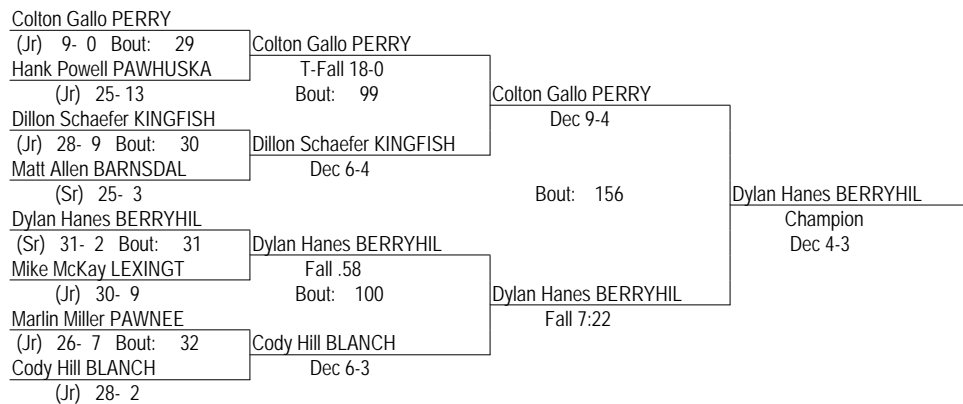 Colton Gallo PERRY
(Jr) 9- 0 Bout: 29
Colton Gallo PERRY
Hank Powell PAWHUSKA
T-Fall 18-0
(Jr) 25- 13
Bout: 99
Colton Gallo PERRY
Dillon Schaefer KINGFISH
Dec 9-4
(Jr) 28- 9 Bout: 30
Dillon Schaefer KINGFISH
Matt Allen BARNSDAL
Dec 6-4
(Sr) 25- 3
Bout: 156
Dylan Hanes BERRYHIL
Dylan Hanes BERRYHIL
Champion
(Sr) 31- 2 Bout: 31
Dylan Hanes BERRYHIL
Dec 4-3
Mike McKay LEXINGT
Fall .58
(Jr) 30- 9
Bout: 100
Dylan Hanes BERRYHIL
Marlin Miller PAWNEE
Fall 7:22
(Jr) 26- 7 Bout: 32
Cody Hill BLANCH
Cody Hill BLANCH
Dec 6-3
(Jr) 28- 2